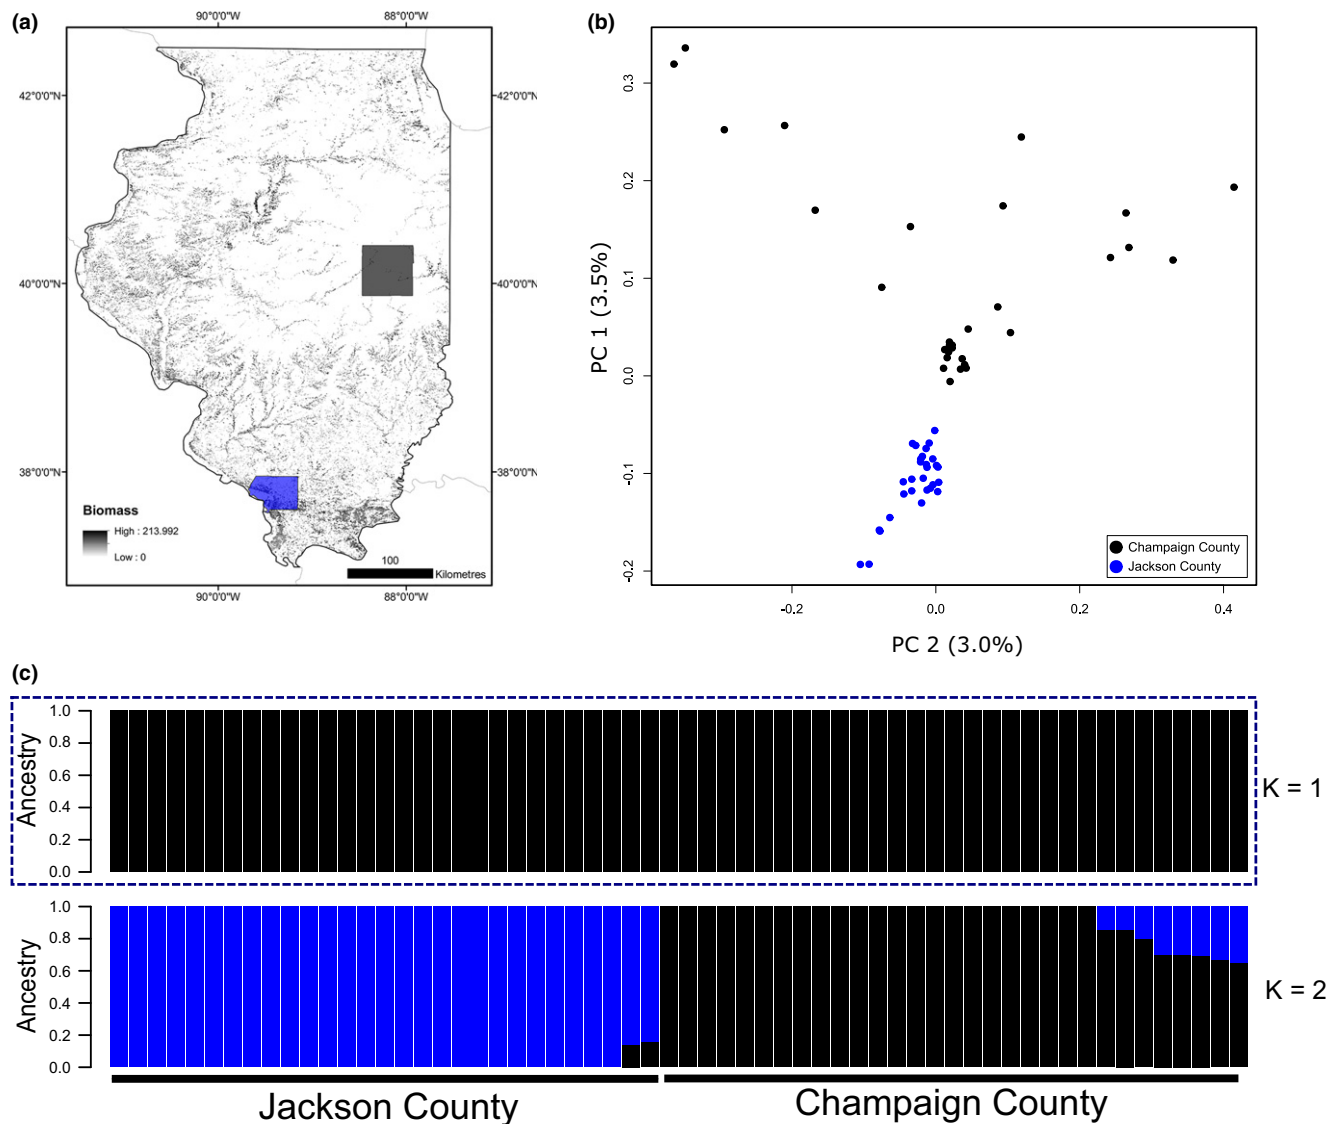 (a)
90°0'0"W 88°0'0"W
42°0'0"N 42°0'0"N
40°0'0"N 40°0'0"N
38°0'0"N 38°0'0"N
Biomass
High : 213.992
Low : 0
100
Kilometres
90°0'0"W 88°0'0"W
(b)
PC 1 (3.5%)
0.3
0.2
0.1
0.0
-0.1
-0.2
-0.2 0.0 0.2 0.4
PC 2 (3.0%)
Champaign County
Jackson County
(c)
Ancestry
1.0
0.8
0.6
0.4
0.2
0.0
K = 1
Ancestry
1.0
0.8
0.6
0.4
0.2
0.0
K = 2
Jackson County
Champaign County